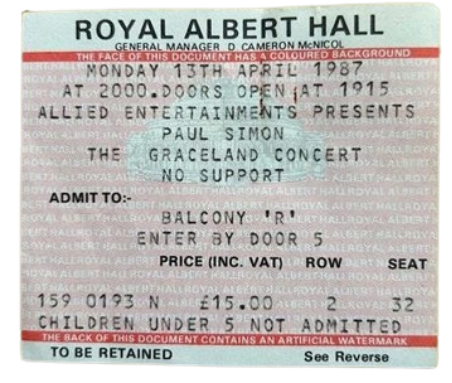 ROYAL ALBERT HALL
GENERAL MANAGER D CAMERON McNICOL
THE FACE OF THIS DOCUMENT HAS A COLOURED BACKGROUND
MONDAY 13TH APRIL 1987
AT 2000.DOORS OPEN AT 1915
ALLIED ENTERTAINMENTS PRESENTS
PAUL SIMON
THE GRACELAND CONCERT
NO SUPPORT
ADMIT TO:-
BALCONY 'R'
ENTER BY DOOR 5
PRICE (INC. VAT) ROW SEAT
159 0193 N £15.00 2 32
CHILDREN UNDER 5 NOT ADMITTED
THE BACK OF THIS DOCUMENT CONTAINS AN ARTIFICIAL WATERMARK
TO BE RETAINED See Reverse